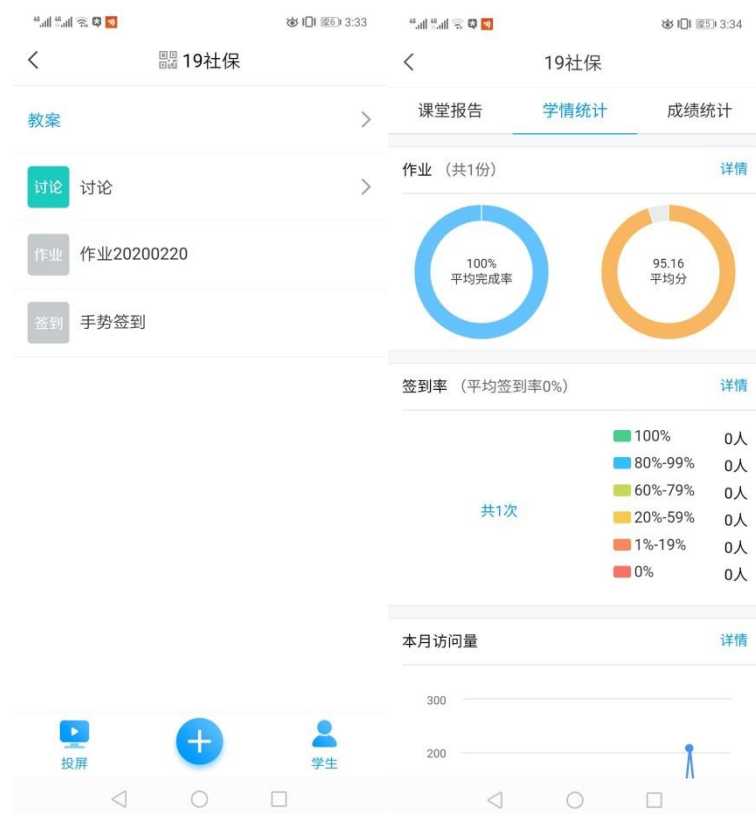 3:33
19社保
教案
讨论 讨论
作业 作业20200220
签到 手势签到
投屏
学生
3:34
19社保
课堂报告 学情统计 成绩统计
作业 （共1份） 详情
100%
平均完成率
95.16
平均分
签到率 （平均签到率0%） 详情
共1次
100% 0人
80%-99% 0人
60%-79% 0人
20%-59% 0人
1%-19% 0人
0% 0人
本月访问量 详情
300
200